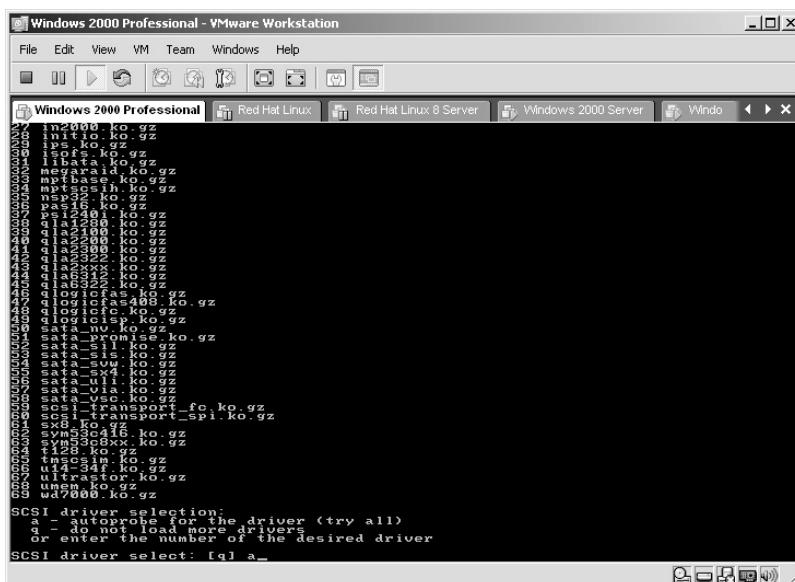 Windows 2000 Professional - VMware Workstation
File Edit View VM Team Windows Help
Windows 2000 Professional Red Hat Linux Red Hat Linux 8 Server Windows 2000 Server Windo
27 in2000.ko.gz
28 initio.ko.gz
29 ips.ko.gz
30 isofs.ko.gz
31 libata.ko.gz
32 megaraid.ko.gz
33 mptbase.ko.gz
34 mptscsih.ko.gz
35 nsp32.ko.gz
36 pas16.ko.gz
37 psi240i.ko.gz
38 qla1280.ko.gz
39 qla2100.ko.gz
40 qla2200.ko.gz
41 qla2300.ko.gz
42 qla2322.ko.gz
43 qla2xxx.ko.gz
44 qla6312.ko.gz
45 qla6322.ko.gz
46 qlogicfas.ko.gz
47 qlogicfas408.ko.gz
48 qlogicfc.ko.gz
49 qlogicisp.ko.gz
50 sata_nv.ko.gz
51 sata_promise.ko.gz
52 sata_sil.ko.gz
53 sata_sis.ko.gz
54 sata_svw.ko.gz
55 sata_sx4.ko.gz
56 sata_uli.ko.gz
57 sata_via.ko.gz
58 sata_vsc.ko.gz
59 scsi_transport_fc.ko.gz
60 scsi_transport_spi.ko.gz
61 sx8.ko.gz
62 sym53c416.ko.gz
63 sym53c8xx.ko.gz
64 t128.ko.gz
65 tmscsim.ko.gz
66 u14-34f.ko.gz
67 ultrastor.ko.gz
68 umem.ko.gz
69 wd7000.ko.gz
SCSI driver selection:
a - autoprobe for the driver (try all)
q - do not load more drivers
or enter the number of the desired driver
SCSI driver select: [q] a_